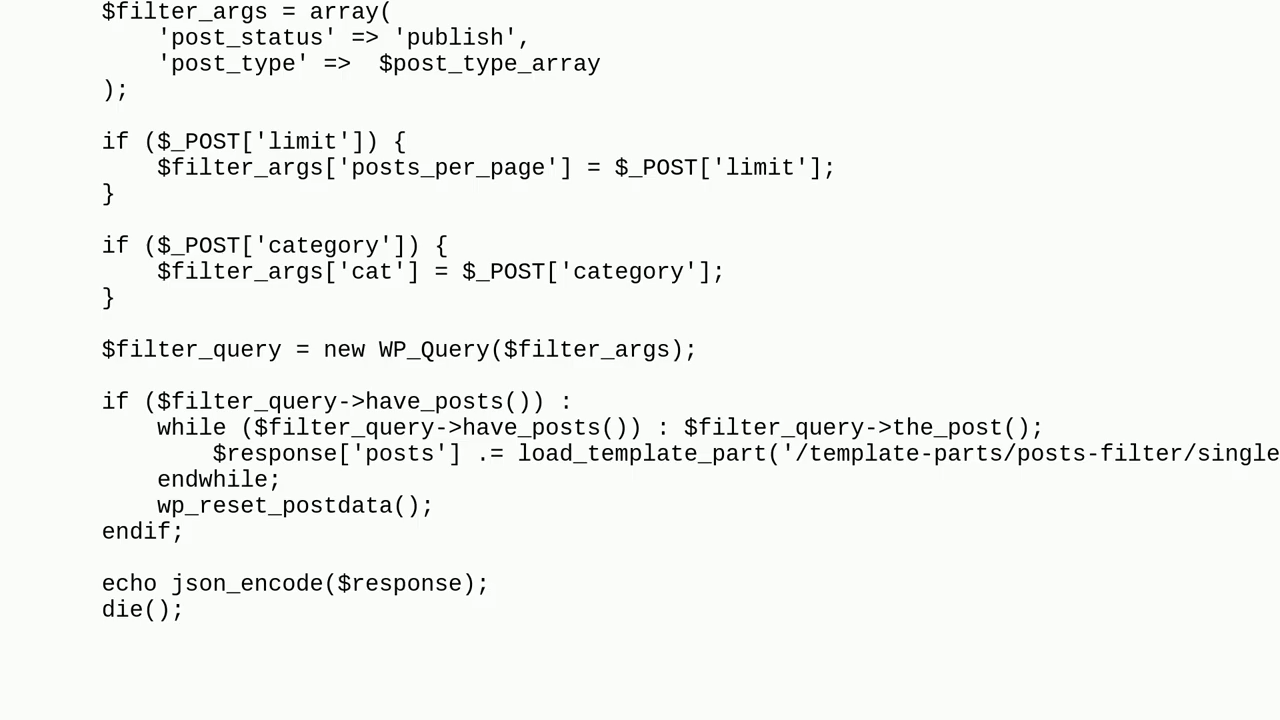 $filter_args = array(
    'post_status' => 'publish',
    'post_type' =>  $post_type_array
);

if ($_POST['limit']) {
    $filter_args['posts_per_page'] = $_POST['limit'];
}

if ($_POST['category']) {
    $filter_args['cat'] = $_POST['category'];
}

$filter_query = new WP_Query($filter_args);

if ($filter_query->have_posts()) :
    while ($filter_query->have_posts()) : $filter_query->the_post();
        $response['posts'] .= load_template_part('/template-parts/posts-filter/single
    endwhile;
    wp_reset_postdata();
endif;

echo json_encode($response);
die();